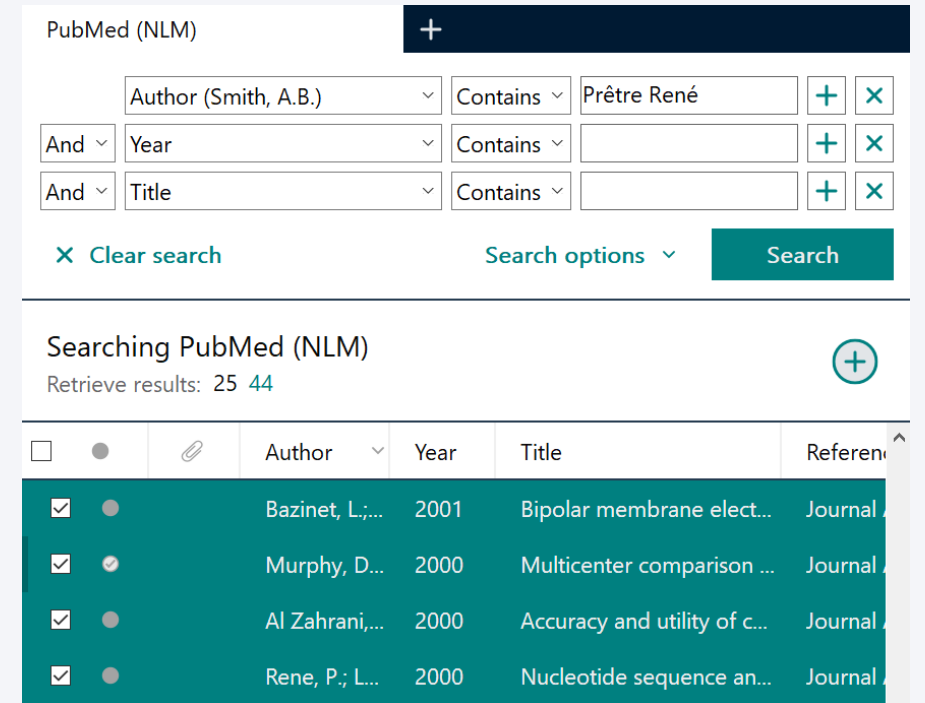 PubMed (NLM)
Author (Smith, A.B.) Contains Prêtre René
And Year Contains
And Title Contains
Clear search Search options Search
Searching PubMed (NLM)
Retrieve results: 25 44
Author Year Title Referen
Bazinet, L.;... 2001 Bipolar membrane elect... Journal
Murphy, D... 2000 Multicenter comparison ... Journal
Al Zahrani,... 2000 Accuracy and utility of c... Journal
Rene, P.; L... 2000 Nucleotide sequence an... Journal